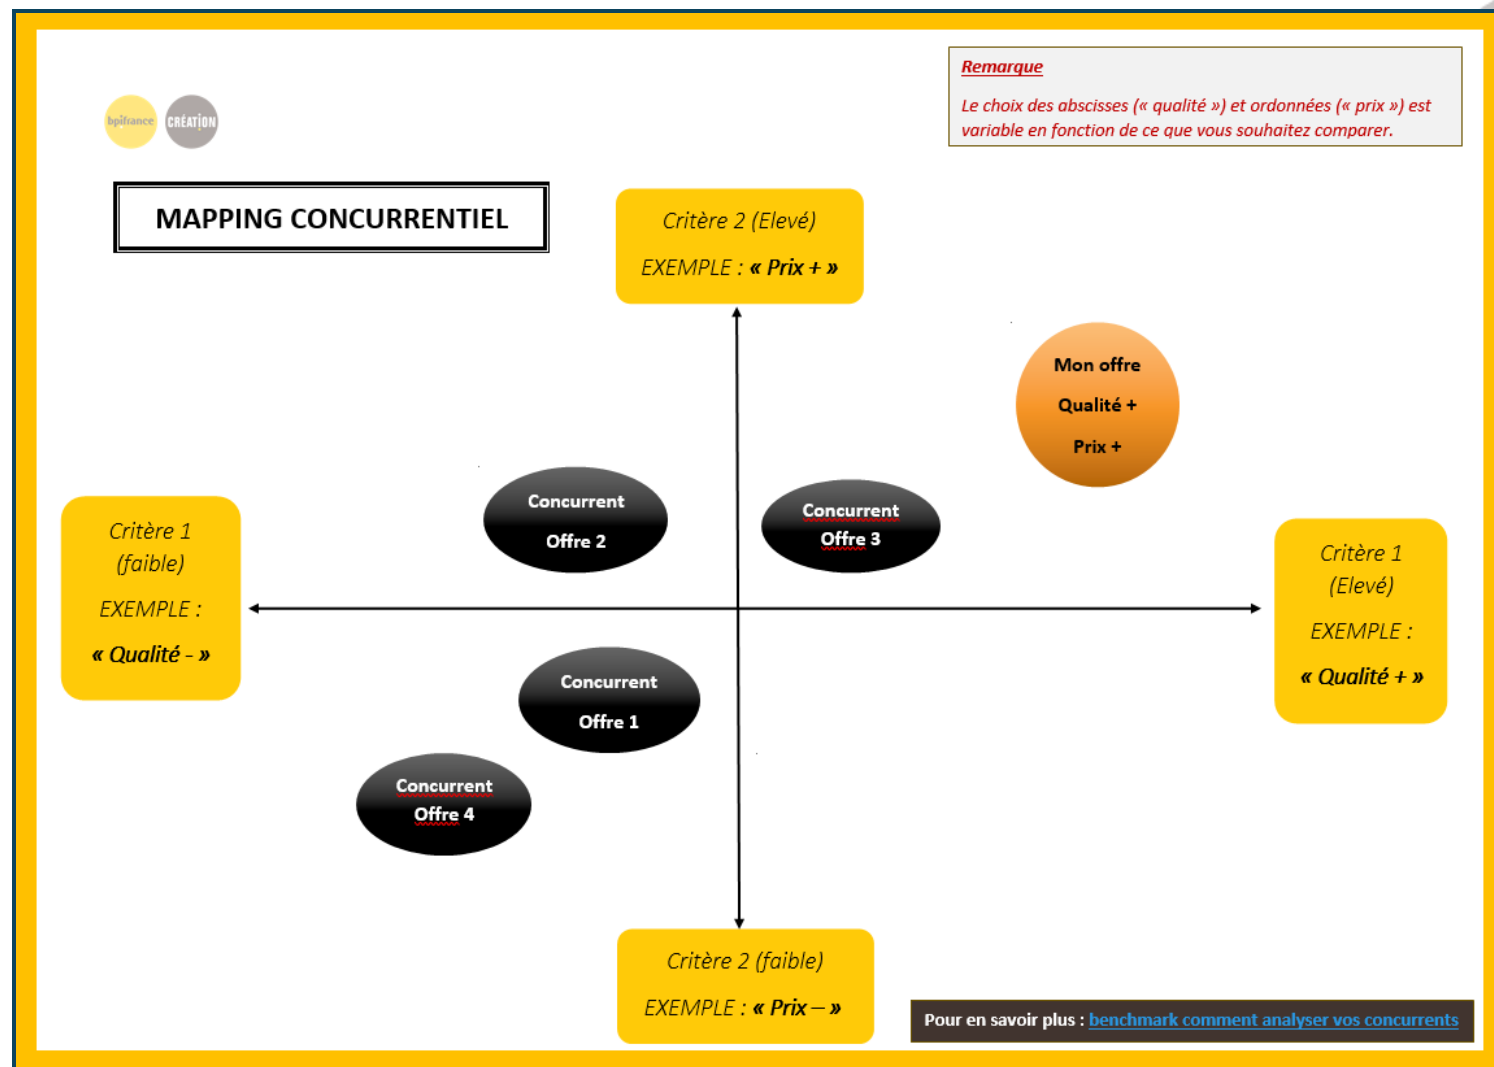 Remarque
Le choix des abscisses (« qualité ») et ordonnées (« prix ») est
variable en fonction de ce que vous souhaitez comparer.
bpifrance
CRÉATION
MAPPING CONCURRENTIEL
Critère 2 (Elevé)
EXEMPLE : « Prix + »
Mon offre
Qualité +
Prix +
Concurrent
Offre 2
Concurrent
Offre 3
Critère 1
(faible)
EXEMPLE :
« Qualité - »
Critère 1
(Elevé)
EXEMPLE :
« Qualité + »
Concurrent
Offre 1
Concurrent
Offre 4
Critère 2 (faible)
EXEMPLE : « Prix – »
Pour en savoir plus : benchmark comment analyser vos concurrents